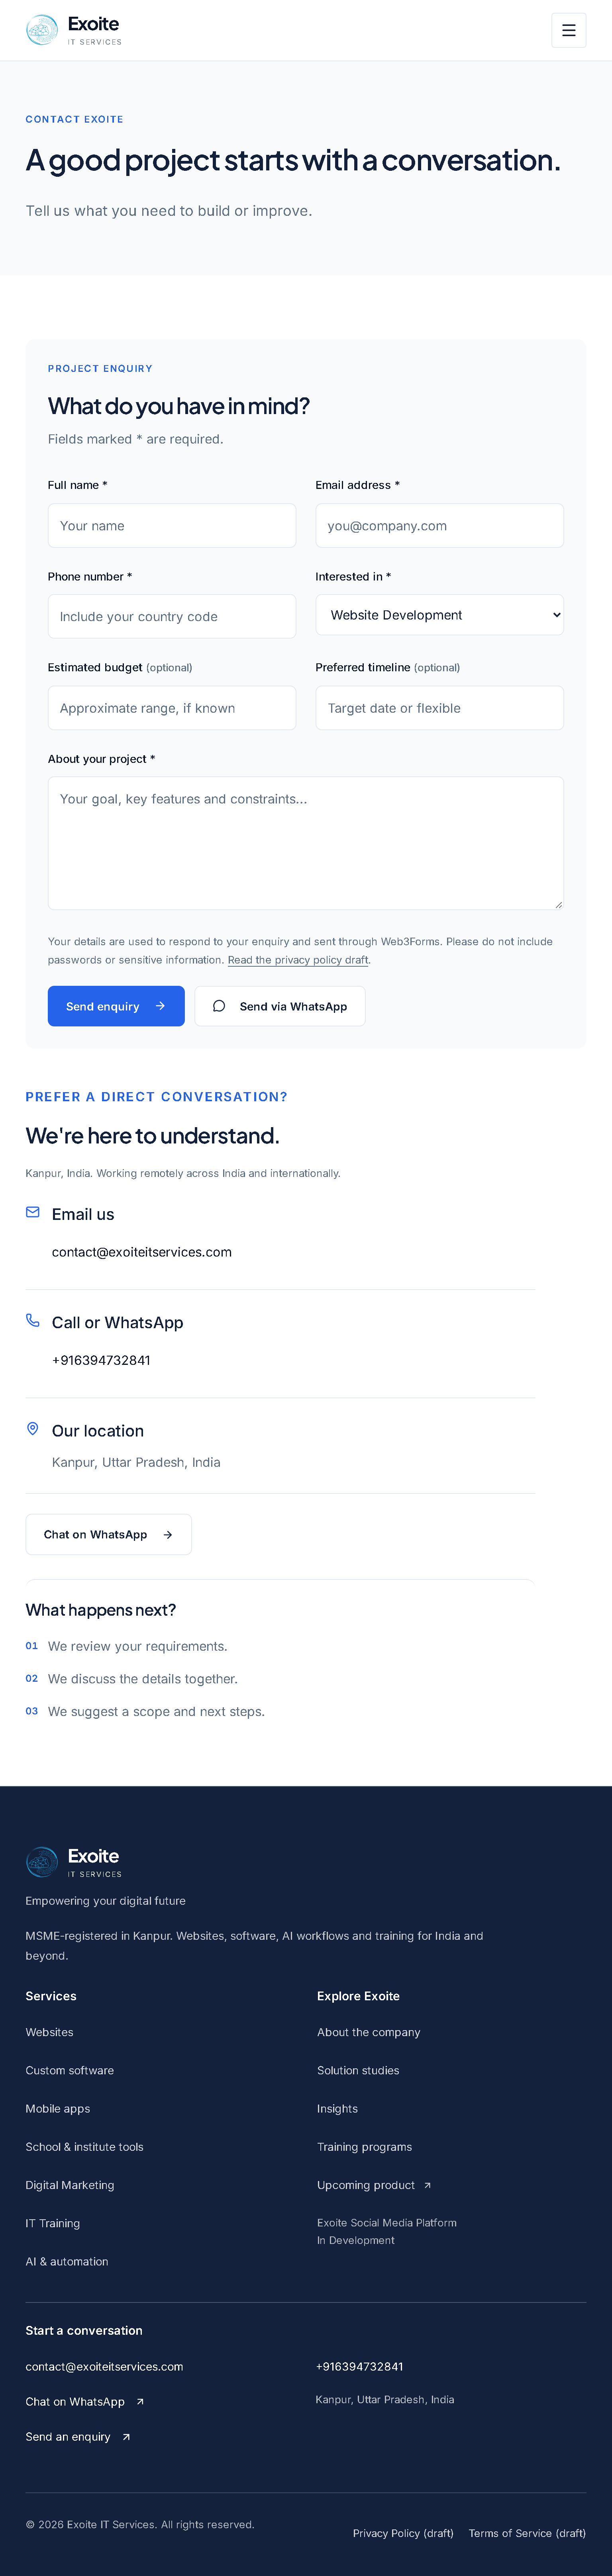 Exoite
IT SERVICES
CONTACT EXOITE
A good project starts with a conversation.
Tell us what you need to build or improve.
PROJECT ENQUIRY
What do you have in mind?
Fields marked * are required.
Full name *
Email address *
Your name
you@company.com
Phone number *
Interested in *
Include your country code
Website Development
Estimated budget (optional)
Preferred timeline (optional)
Approximate range, if known
Target date or flexible
About your project *
Your goal, key features and constraints...
Your details are used to respond to your enquiry and sent through Web3Forms. Please do not include
passwords or sensitive information. Read the privacy policy draft.
Send enquiry
Send via WhatsApp
PREFER A DIRECT CONVERSATION?
We're here to understand.
Kanpur, India. Working remotely across India and internationally.
Email us
contact@exoiteitservices.com
Call or WhatsApp
+916394732841
Our location
Kanpur, Uttar Pradesh, India
Chat on WhatsApp
What happens next?
01 We review your requirements.
02 We discuss the details together.
03 We suggest a scope and next steps.
Exoite
IT SERVICES
Empowering your digital future
MSME-registered in Kanpur. Websites, software, AI workflows and training for India and
beyond.
Services
Websites
Custom software
Mobile apps
School & institute tools
Digital Marketing
IT Training
AI & automation
Explore Exoite
About the company
Solution studies
Insights
Training programs
Upcoming product
Exoite Social Media Platform
In Development
Start a conversation
contact@exoiteitservices.com
+916394732841
Chat on WhatsApp
Kanpur, Uttar Pradesh, India
Send an enquiry
© 2026 Exoite IT Services. All rights reserved.
Privacy Policy (draft)
Terms of Service (draft)